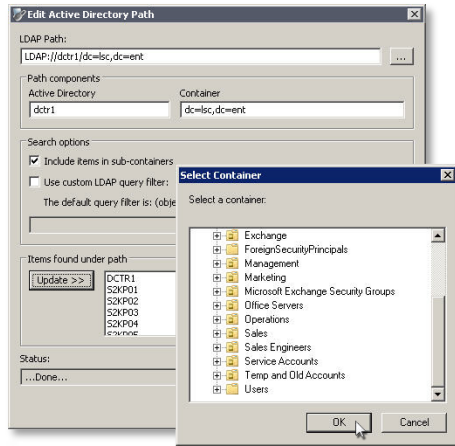 Edit Active Directory Path
LDAP Path:
LDAP://dctr1/dc=lsc,dc=ent
...
Path components
Active Directory
Container
dctr1
dc=lsc,dc=ent
Search options
Include items in sub-containers
Use custom LDAP query filter:
The default query filter is: (obje
Items found under path
Update >>
DCTR1
S2KP01
S2KP02
S2KP03
S2KP04
S2KP05
Status:
...Done...
Select Container
Select a container:
Exchange
ForeignSecurityPrincipals
Management
Marketing
Microsoft Exchange Security Groups
Office Servers
Operations
Sales
Sales Engineers
Service Accounts
Temp and Old Accounts
Users
OK
Cancel